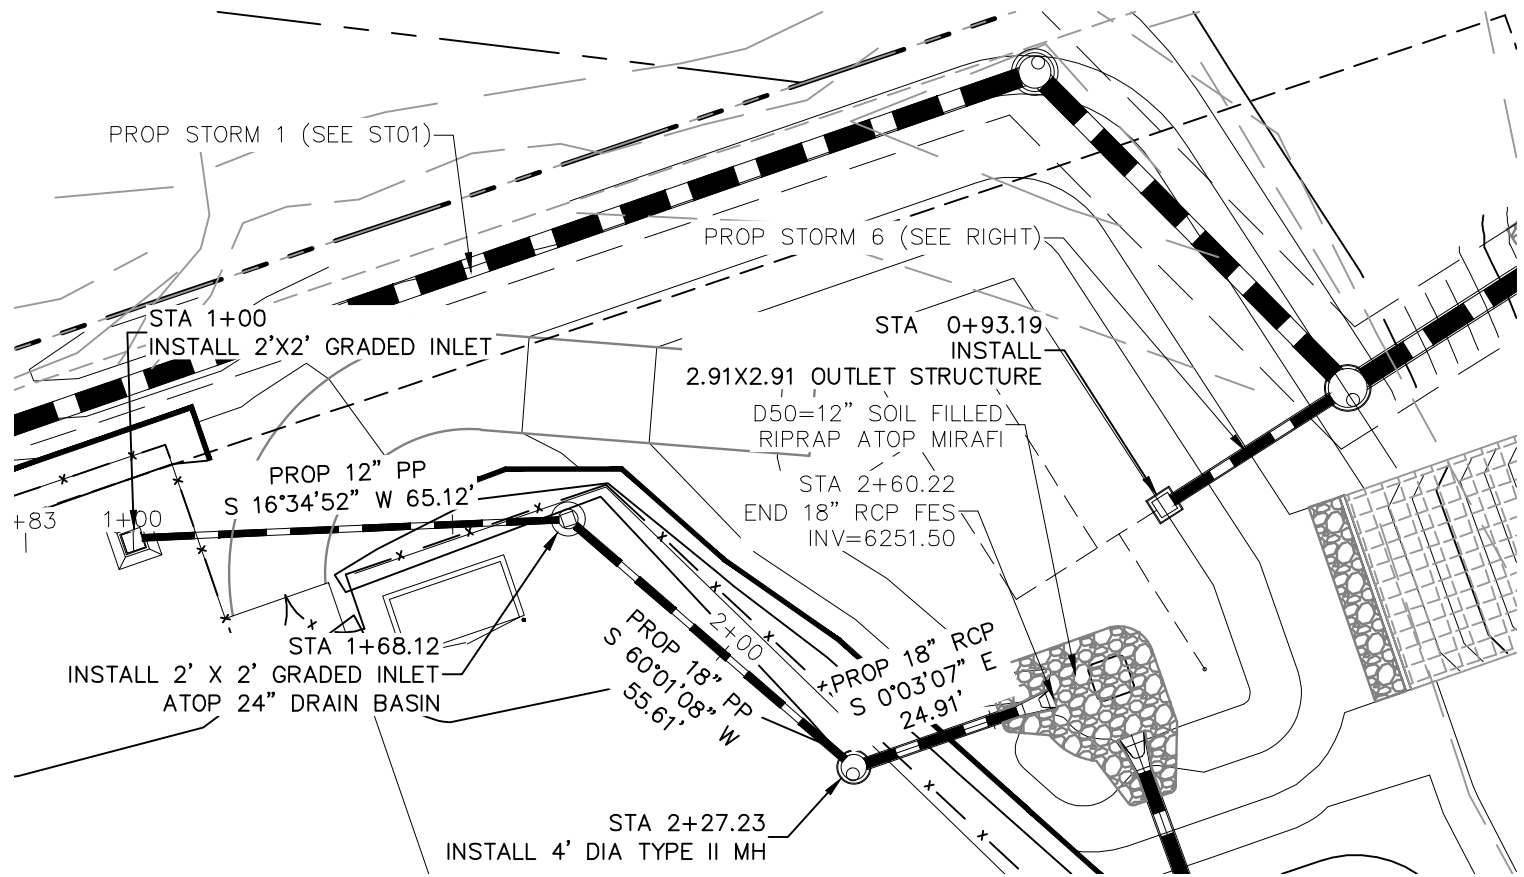 PROP STORM 1 (SEE ST01)
PROP STORM 6 (SEE RIGHT)
STA 1+00
INSTALL 2'X2' GRADED INLET
STA  0+93.19
INSTALL
2.91X2.91 OUTLET STRUCTURE
D50=12" SOIL FILLED
RIPRAP ATOP MIRAFI
STA 2+60.22
END 18" RCP FES
INV=6251.50
PROP 12" PP
S 16°34'52" W 65.12'
+83
1+00
2+00
PROP 18" PP
S 60°01'08" W
55.61'
PROP 18" RCP
S 0°03'07" E
24.91'
STA 1+68.12
INSTALL 2' X 2' GRADED INLET
ATOP 24" DRAIN BASIN
STA 2+27.23
INSTALL 4' DIA TYPE II MH